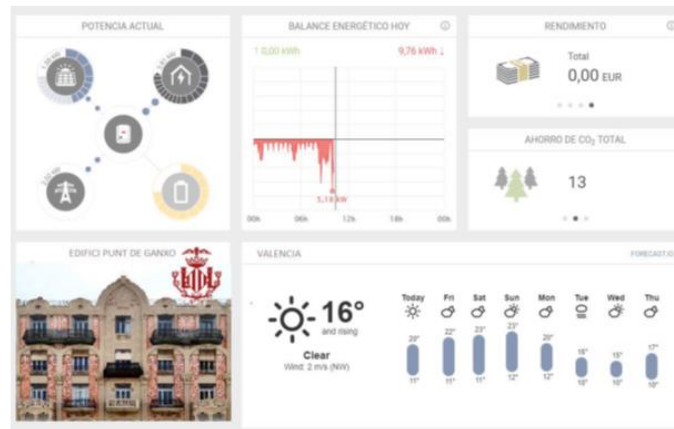 POTENCIA ACTUAL
BALANCE ENERGÉTICO HOY
↑ 0,00 kWh
9,76 kWh ↓
5,18 kW
00h 06h 12h 18h 00h
RENDIMIENTO
Total
0,00 EUR
AHORRO DE CO₂ TOTAL
13
EDIFICI PUNT DE GANXO
VALENCIA
16°
and rising
Clear
Wind: 2 m/s (NW)
Today Fri Sat Sun Mon Tue Wed Thu
20° 22° 23° 23° 20° 16° 15° 17°
11° 11° 11° 12° 12° 10° 10° 10°